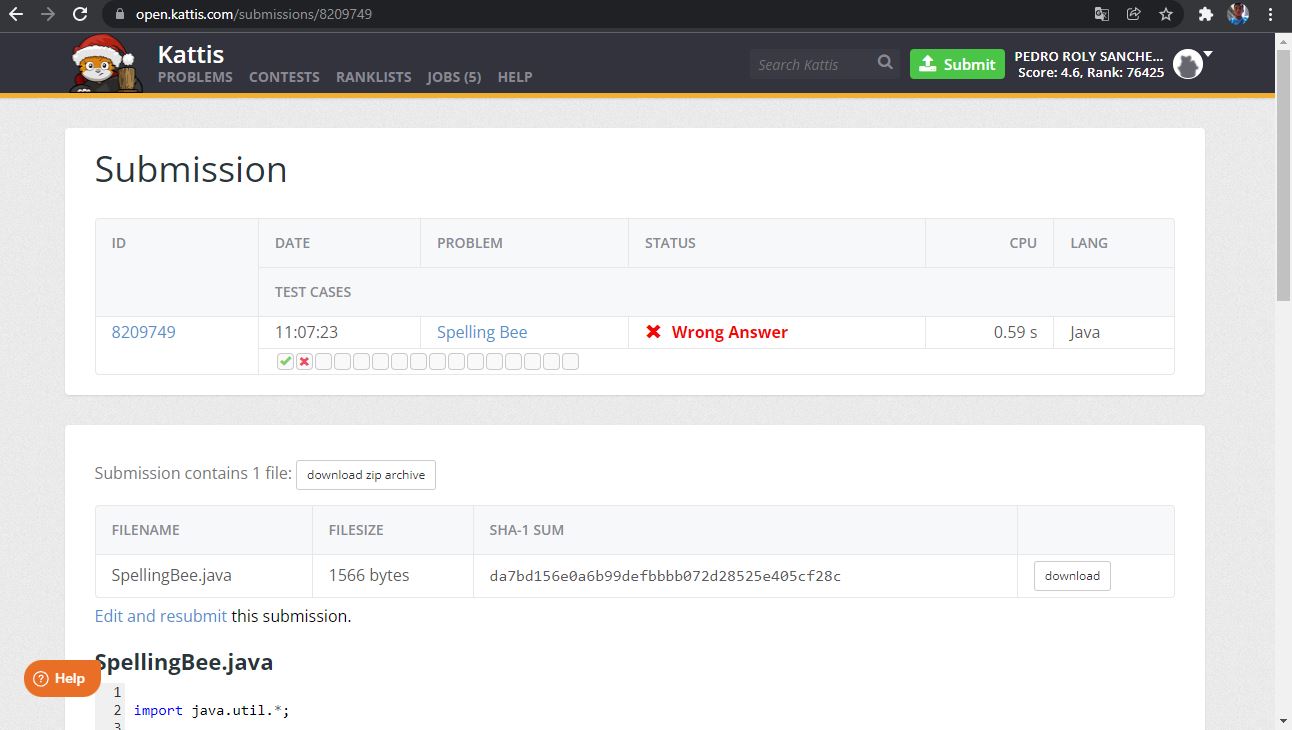 open.kattis.com/submissions/8209749
Kattis
PROBLEMS CONTESTS RANKLISTS JOBS (5) HELP
Search Kattis
Submit
PEDRO ROLY SANCHE...
Score: 4.6, Rank: 76425
Submission
ID DATE PROBLEM STATUS CPU LANG
TEST CASES
8209749 11:07:23 Spelling Bee Wrong Answer 0.59 s Java
Submission contains 1 file: download zip archive
FILENAME FILESIZE SHA-1 SUM
SpellingBee.java 1566 bytes da7bd156e0a6b99defbbbb072d28525e405cf28c download
Edit and resubmit this submission.
SpellingBee.java
Help
1
2 import java.util.*;
3